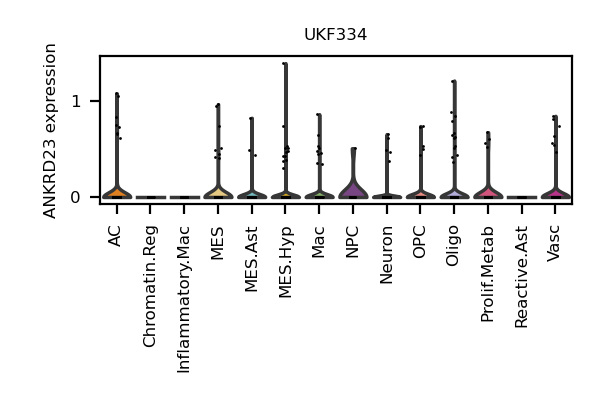 UKF334
ANKRD23 expression
1
0
AC
Chromatin.Reg
Inflammatory.Mac
MES
MES.Ast
MES.Hyp
Mac
NPC
Neuron
OPC
Oligo
Prolif.Metab
Reactive.Ast
Vasc